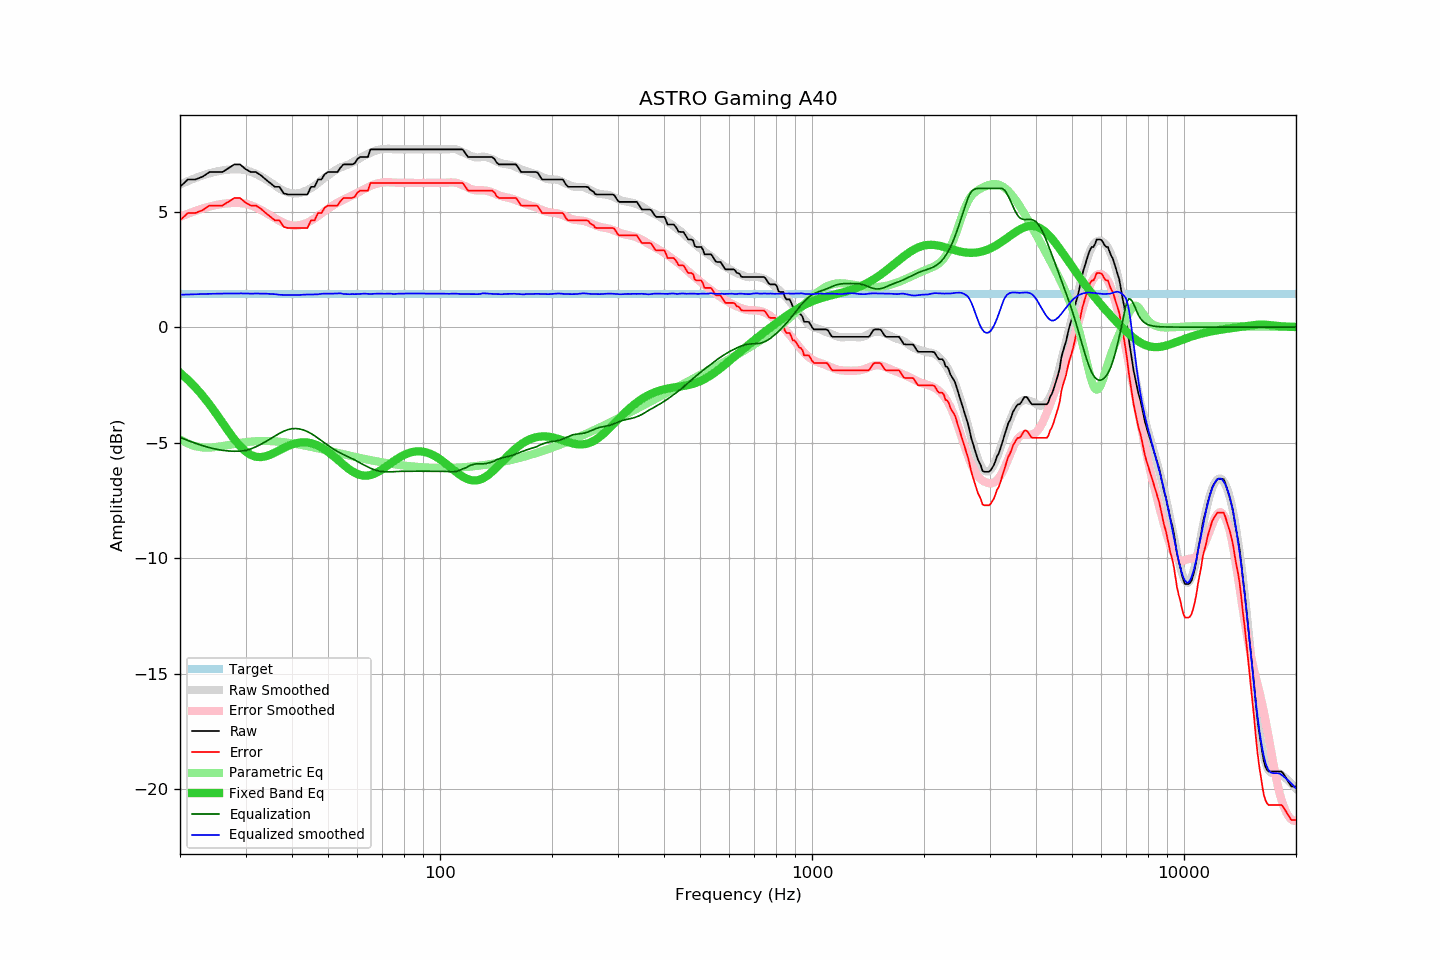 ASTRO Gaming A40
Amplitude (dBr)
5
0
−5
−10
−15
−20
Target
Raw Smoothed
Error Smoothed
Raw
Error
Parametric Eq
Fixed Band Eq
Equalization
Equalized smoothed
100 1000 10000
Frequency (Hz)